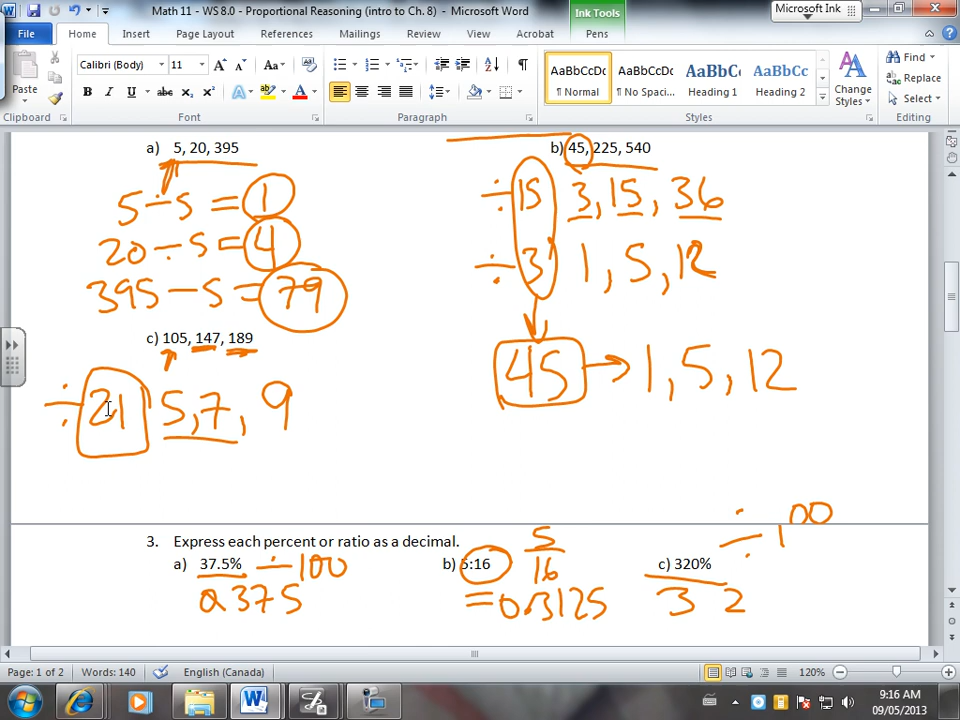 Math 11 - WS 8.0 - Proportional Reasoning (intro to Ch. 8) - Microsoft Word
Ink Tools
Microsoft Ink
File Home Insert Page Layout References Mailings Review View Acrobat Pens
Paste
Calibri (Body) 11
B I U abc x₂ x² A A
AaBbCcDc AaBbCcDc AaBbC AaBbCc
¶ Normal ¶ No Spaci... Heading 1 Heading 2
Change Styles
Find
Replace
Select
Clipboard Font Paragraph Styles Editing
a) 5, 20, 395
b) 45, 225, 540
5 ÷ 5 = 1
÷ 15 3, 15, 36
20 ÷ 5 = 4
÷ 3 1, 5, 12
395 – 5 = 79
c) 105, 147, 189
45 → 1, 5, 12
÷ 21 5, 7, 9
3. Express each percent or ratio as a decimal.
÷ 100
a) 37.5% ÷ 100
b) 5:16 5/16
c) 320%
0.375
= 0.3125
3 2
Page: 1 of 2 Words: 140 English (Canada) 120%
9:16 AM
09/05/2013